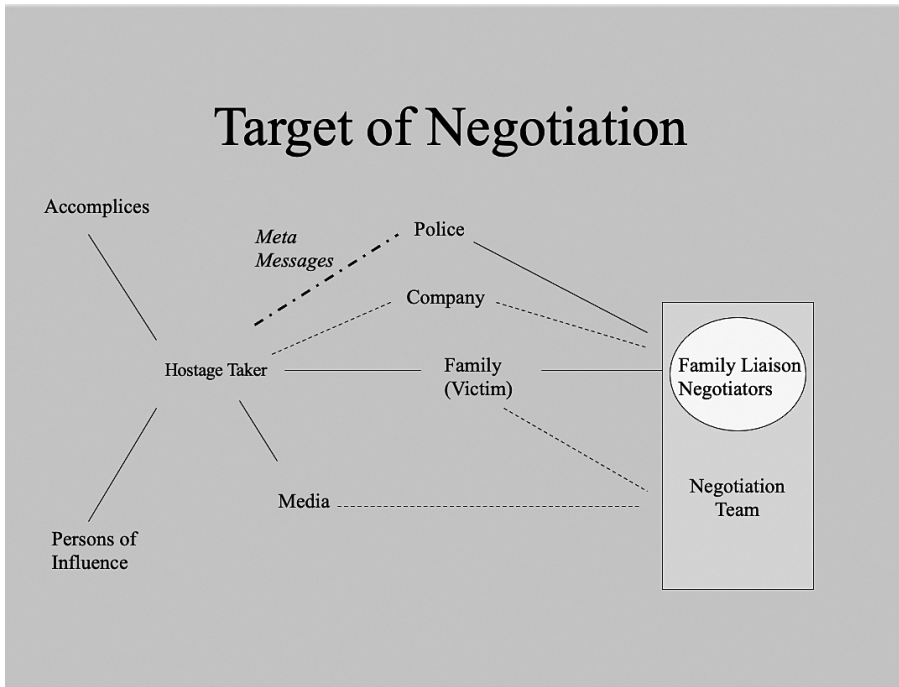 Target of Negotiation
Accomplices
Meta
Messages
Police
Company
Hostage Taker
Family
(Victim)
Family Liaison
Negotiators
Media
Negotiation
Team
Persons of
Influence